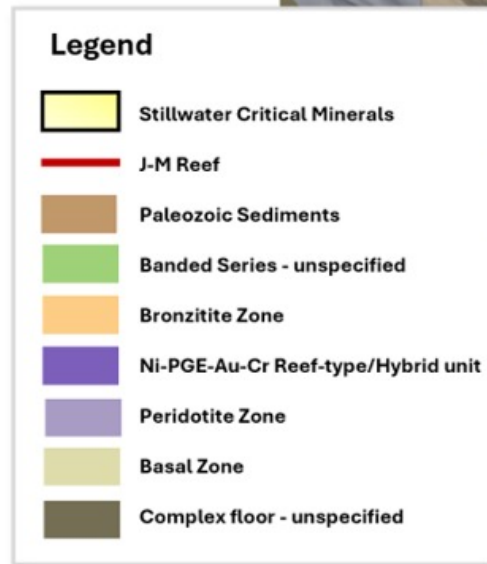 Legend
Stillwater Critical Minerals
J-M Reef
Paleozoic Sediments
Banded Series - unspecified
Bronzitite Zone
Ni-PGE-Au-Cr Reef-type/Hybrid unit
Peridotite Zone
Basal Zone
Complex floor - unspecified